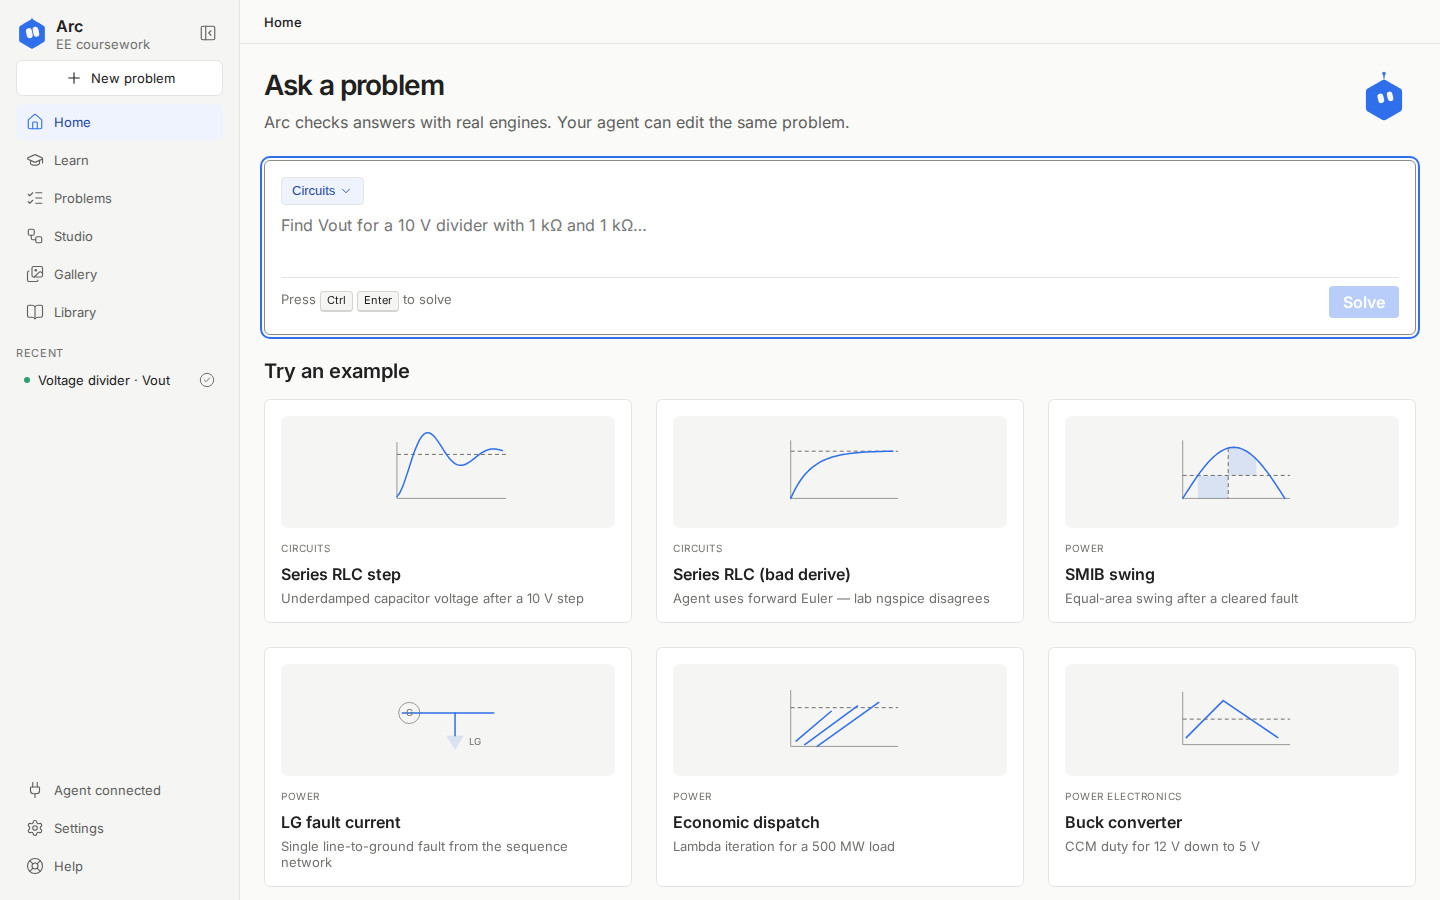 Arc
EE coursework
New problem
Home
Learn
Problems
Studio
Gallery
Library
RECENT
Voltage divider · Vout
Agent connected
Settings
Help
Home
Ask a problem
Arc checks answers with real engines. Your agent can edit the same problem.
Circuits
Find Vout for a 10 V divider with 1 kΩ and 1 kΩ...
Press Ctrl Enter to solve
Solve
Try an example
CIRCUITS
Series RLC step
Underdamped capacitor voltage after a 10 V step
CIRCUITS
Series RLC (bad derive)
Agent uses forward Euler — lab ngspice disagrees
POWER
SMIB swing
Equal-area swing after a cleared fault
G
LG
POWER
LG fault current
Single line-to-ground fault from the sequence
network
POWER
Economic dispatch
Lambda iteration for a 500 MW load
POWER ELECTRONICS
Buck converter
CCM duty for 12 V down to 5 V